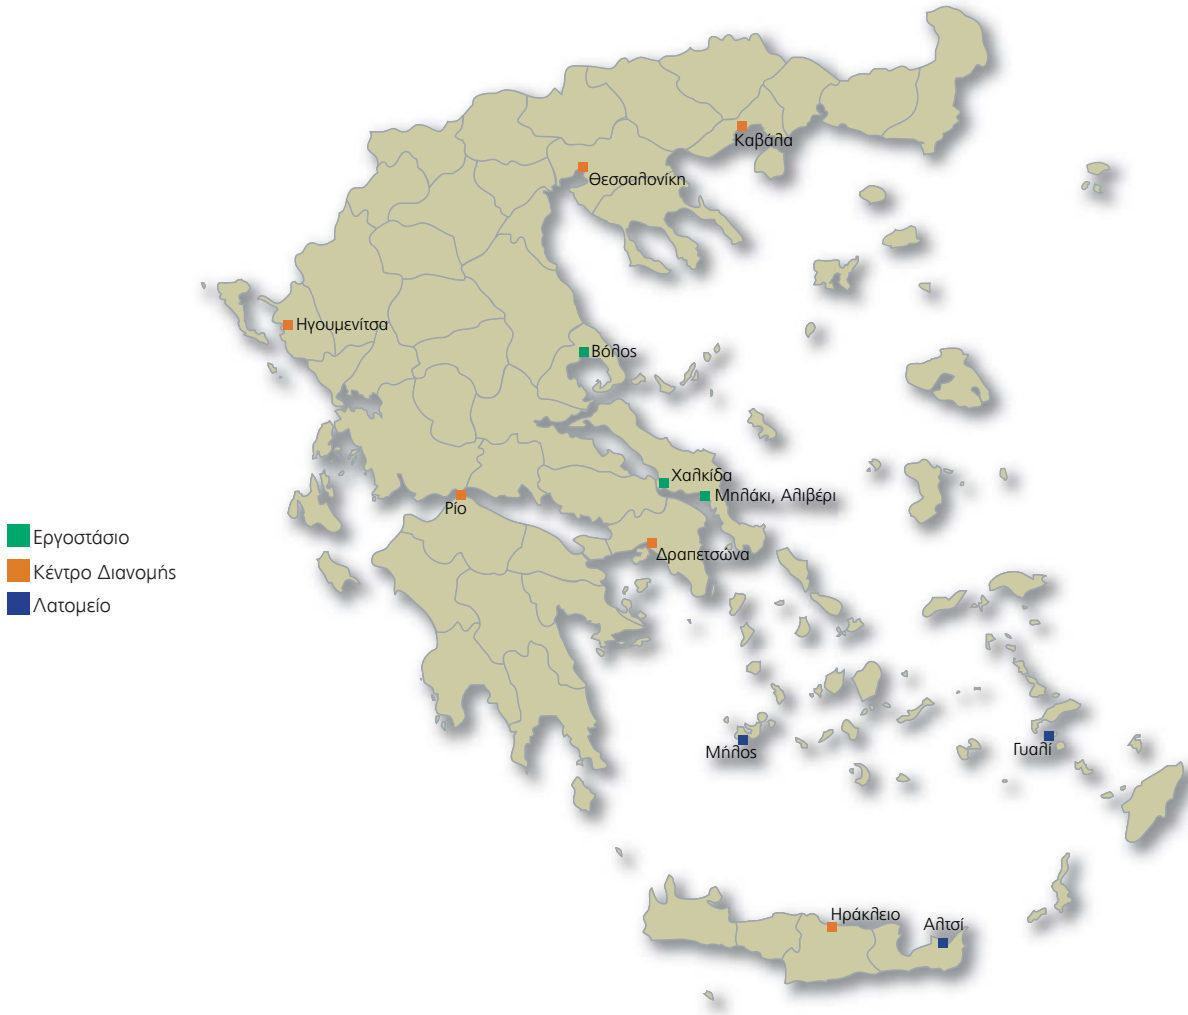 Καβάλα
Θεσσαλονίκη
Ηγουμενίτσα
Βόλος
Χαλκίδα
Μηλάκι, Αλιβέρι
Ρίο
Δραπετσώνα
Εργοστάσιο
Κέντρο Διανομής
Λατομείο
Μήλος
Γυαλί
Ηράκλειο
Αλτσί